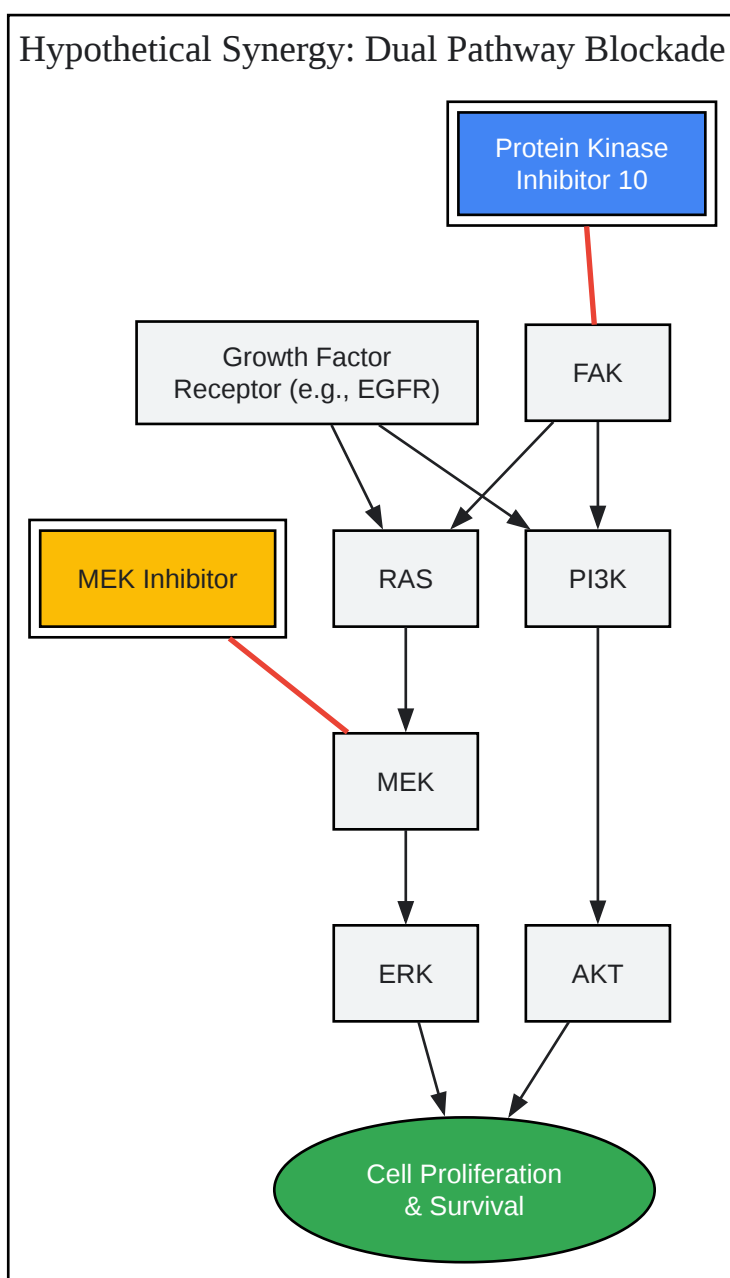 Hypothetical Synergy: Dual Pathway Blockade
Protein Kinase
Inhibitor 10
Growth Factor
Receptor (e.g., EGFR)
FAK
MEK Inhibitor
RAS
PI3K
MEK
ERK
AKT
Cell Proliferation
& Survival